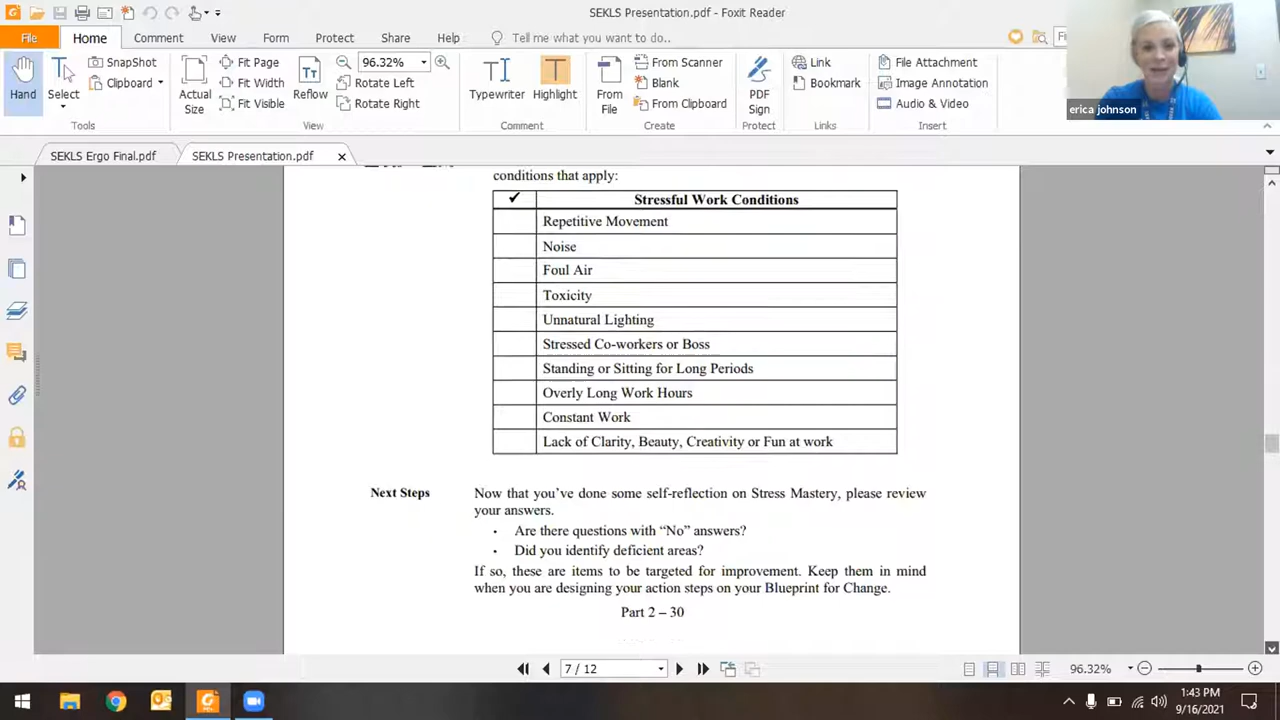 SEKLS Presentation.pdf - Foxit Reader
File Home Comment View Form Protect Share Help Tell me what you want to do..
Hand
Select
SnapShot
Clipboard
Tools
Actual
Size
Fit Page
Fit Width
Fit Visible
Reflow
96.32%
Rotate Left
Rotate Right
View
Typewriter
Highlight
Comment
From
File
From Scanner
Blank
From Clipboard
Create
PDF
Sign
Protect
Link
Bookmark
Links
File Attachment
Image Annotation
Audio & Video
Insert
erica johnson
SEKLS Ergo Final.pdf
SEKLS Presentation.pdf
conditions that apply:
✓ Stressful Work Conditions
Repetitive Movement
Noise
Foul Air
Toxicity
Unnatural Lighting
Stressed Co-workers or Boss
Standing or Sitting for Long Periods
Overly Long Work Hours
Constant Work
Lack of Clarity, Beauty, Creativity or Fun at work
Next Steps
Now that you've done some self-reflection on Stress Mastery, please review
your answers.
· Are there questions with “No” answers?
· Did you identify deficient areas?
If so, these are items to be targeted for improvement. Keep them in mind
when you are designing your action steps on your Blueprint for Change.
Part 2 – 30
7 / 12
96.32%
1:43 PM
9/16/2021